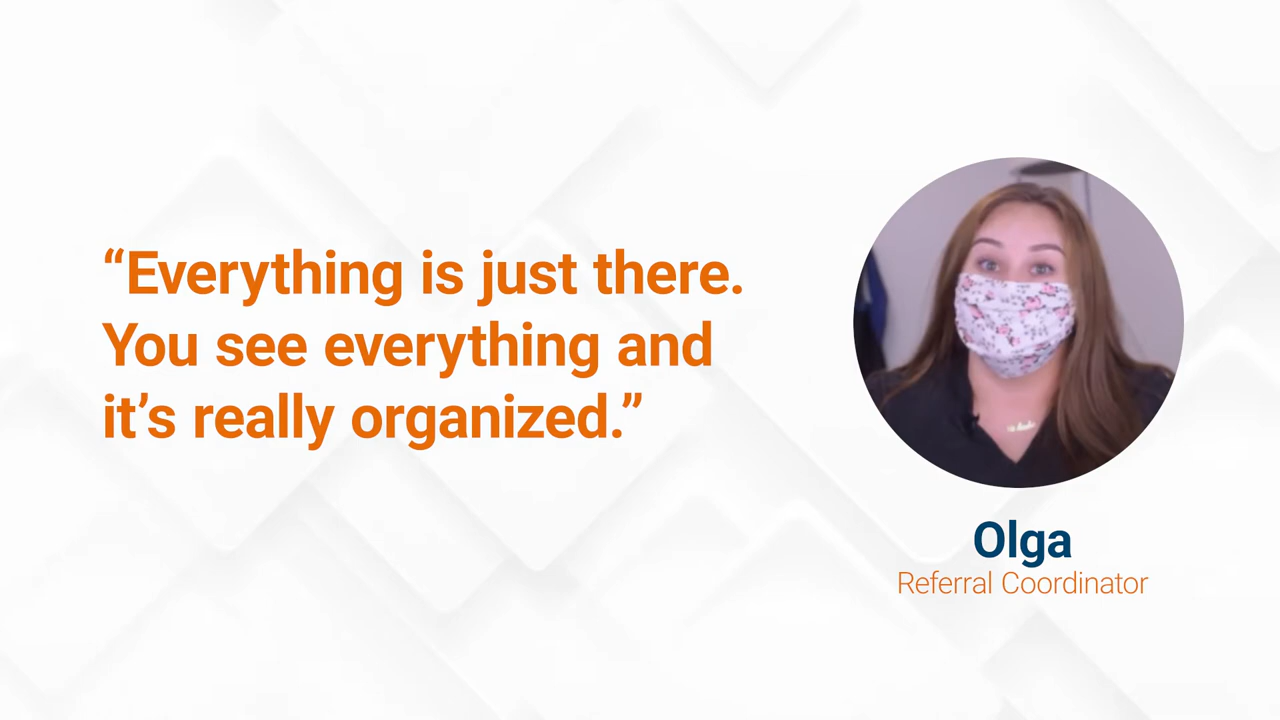 “Everything is just there.
You see everything and
it’s really organized.”
Olga
Referral Coordinator